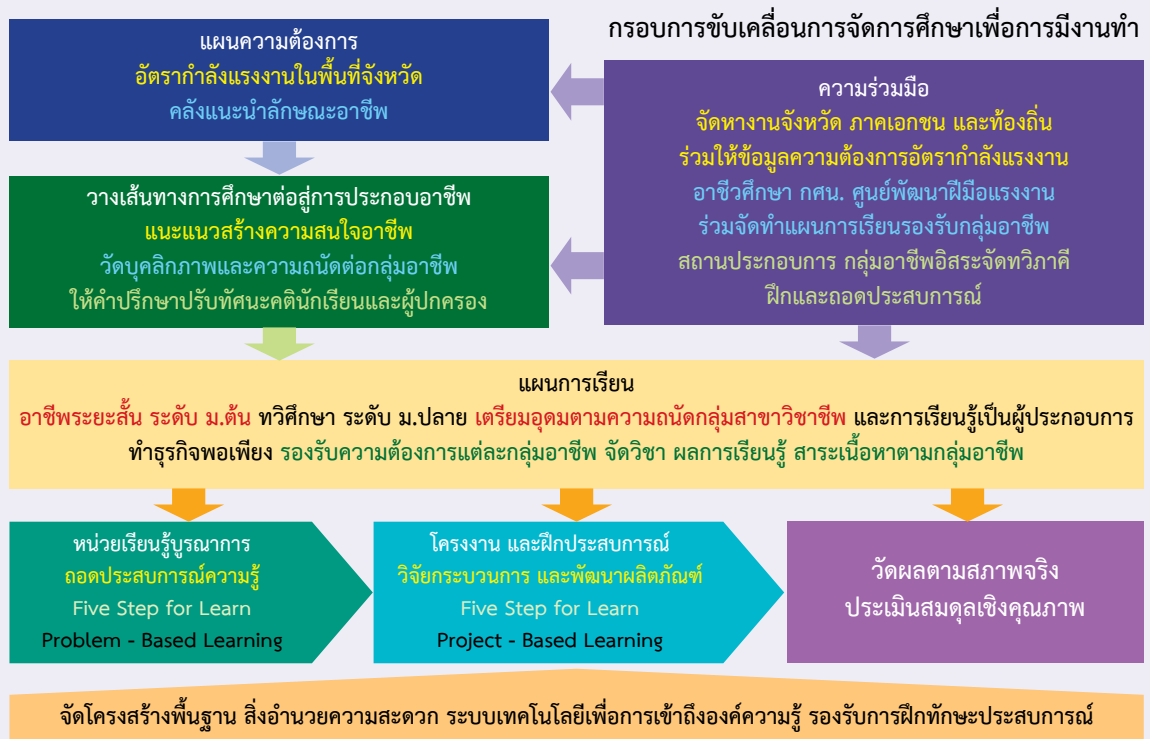 กรอบการขับเคลื่อนการจัดการศึกษาเพื่อการมีงานทำ
แผนความต้องการ
อัตรากำลังแรงงานในพื้นที่จังหวัด
คลังแนะนำลักษณะอาชีพ
ความร่วมมือ
จัดหางานจังหวัด ภาคเอกชน และท้องถิ่น
ร่วมให้ข้อมูลความต้องการอัตรากำลังแรงงาน
อาชีวศึกษา กศน. ศูนย์พัฒนาฝีมือแรงงาน
ร่วมจัดทำแผนการเรียนรองรับกลุ่มอาชีพ
สถานประกอบการ กลุ่มอาชีพอิสระจัดทวิภาคี
ฝึกและถอดประสบการณ์
วางเส้นทางการศึกษาต่อสู่การประกอบอาชีพ
แนะแนวสร้างความสนใจอาชีพ
วัดบุคลิกภาพและความถนัดต่อกลุ่มอาชีพ
ให้คำปรึกษาปรับทัศนะคตินักเรียนและผู้ปกครอง
แผนการเรียน
อาชีพระยะสั้น ระดับ ม.ต้น ทวิศึกษา ระดับ ม.ปลาย เตรียมอุดมตามความถนัดกลุ่มสาขาวิชาชีพ และการเรียนรู้เป็นผู้ประกอบการ
ทำธุรกิจพอเพียง รองรับความต้องการแต่ละกลุ่มอาชีพ จัดวิชา ผลการเรียนรู้ สาระเนื้อหาตามกลุ่มอาชีพ
หน่วยเรียนรู้บูรณาการ
ถอดประสบการณ์ความรู้
Five Step for Learn
Problem - Based Learning
โครงงาน และฝึกประสบการณ์
วิจัยกระบวนการ และพัฒนาผลิตภัณฑ์
Five Step for Learn
Project - Based Learning
วัดผลตามสภาพจริง
ประเมินสมดุลเชิงคุณภาพ
จัดโครงสร้างพื้นฐาน สิ่งอำนวยความสะดวก ระบบเทคโนโลยีเพื่อการเข้าถึงองค์ความรู้ รองรับการฝึกทักษะประสบการณ์